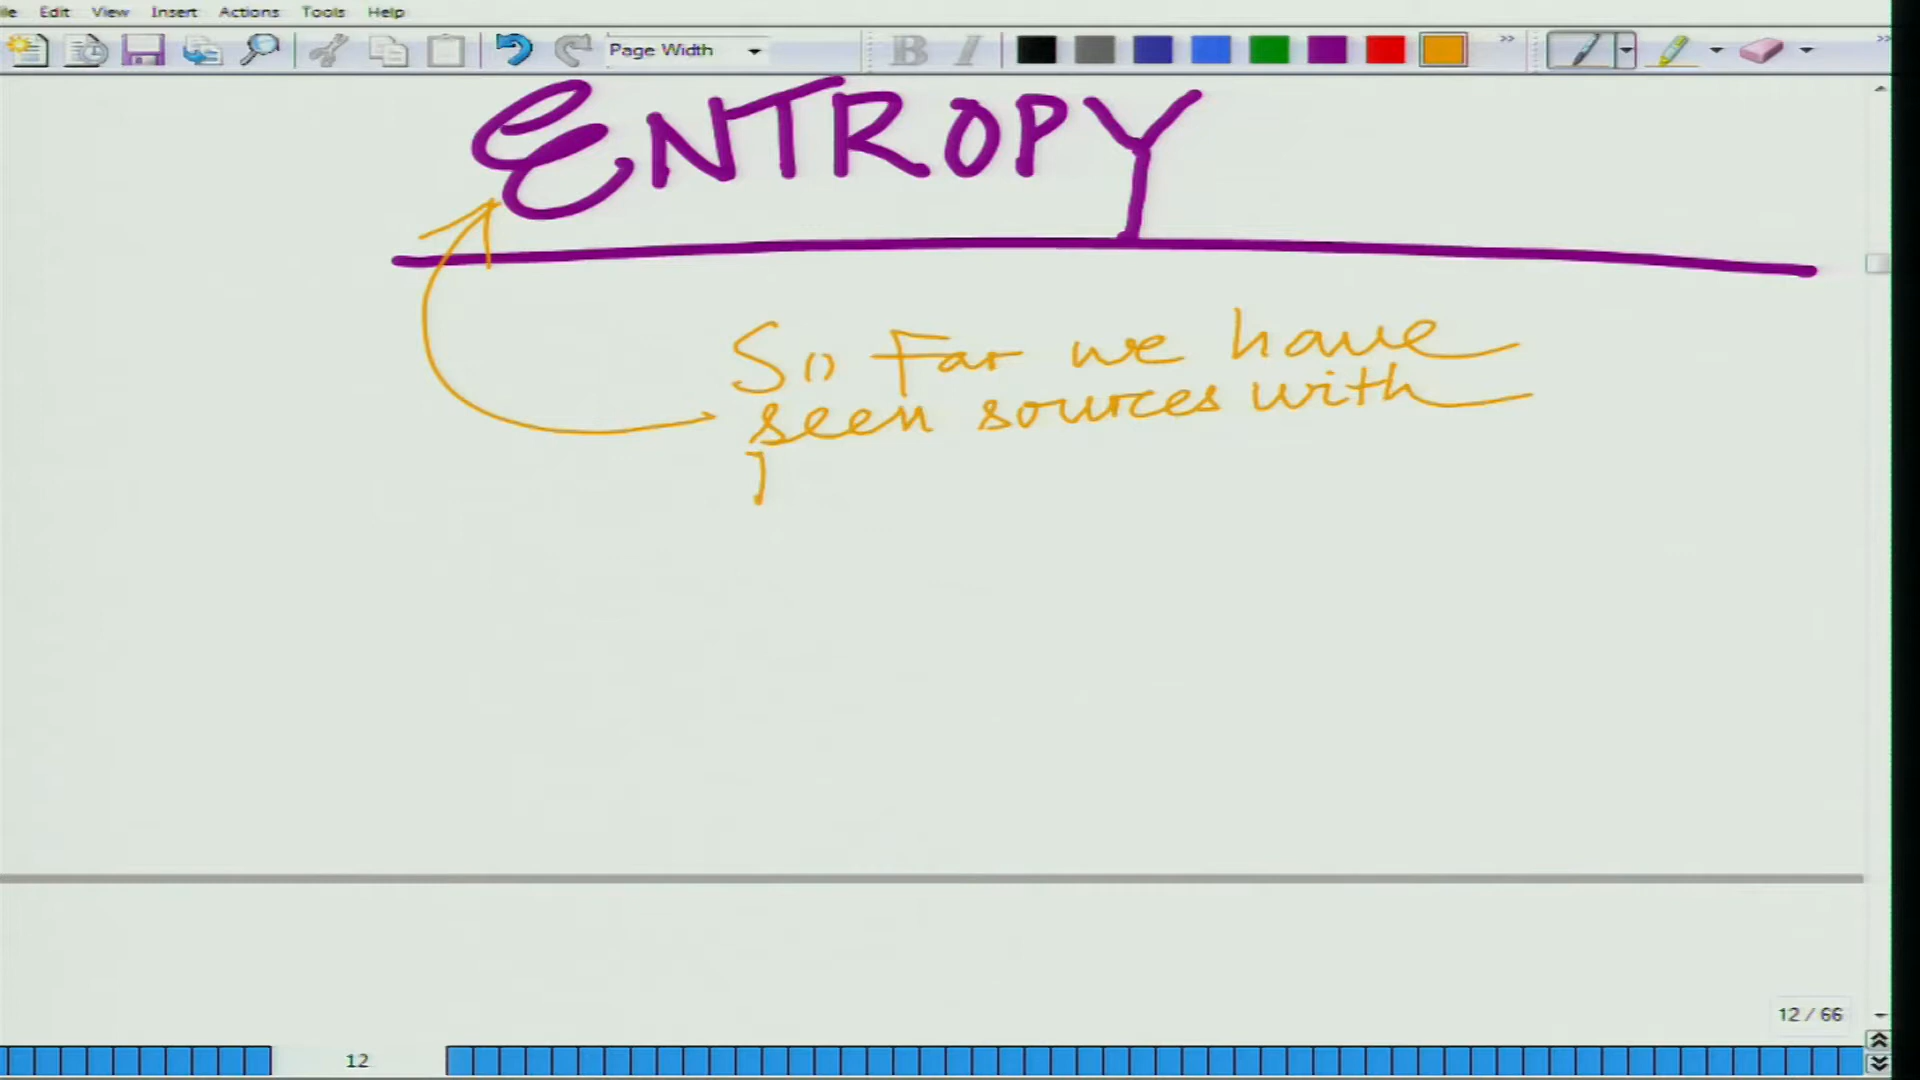 File Edit View Insert Actions Tools Help
Page Width
B I
ENTROPY
So far we have
seen sources with
12 / 66
12